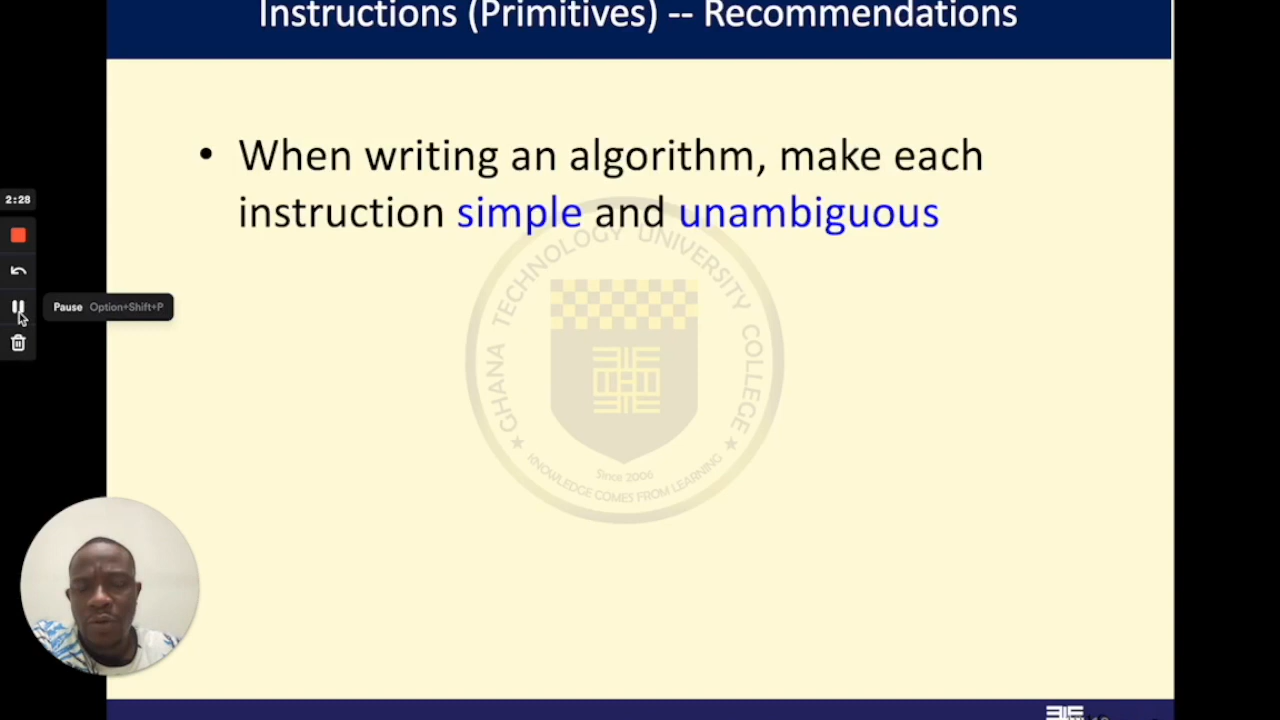 Instructions (Primitives) -- Recommendations
• When writing an algorithm, make each
instruction simple and unambiguous
2:28
Pause Option+Shift+P
GHANA TECHNOLOGY UNIVERSITY COLLEGE
Since 2006
KNOWLEDGE COMES FROM LEARNING